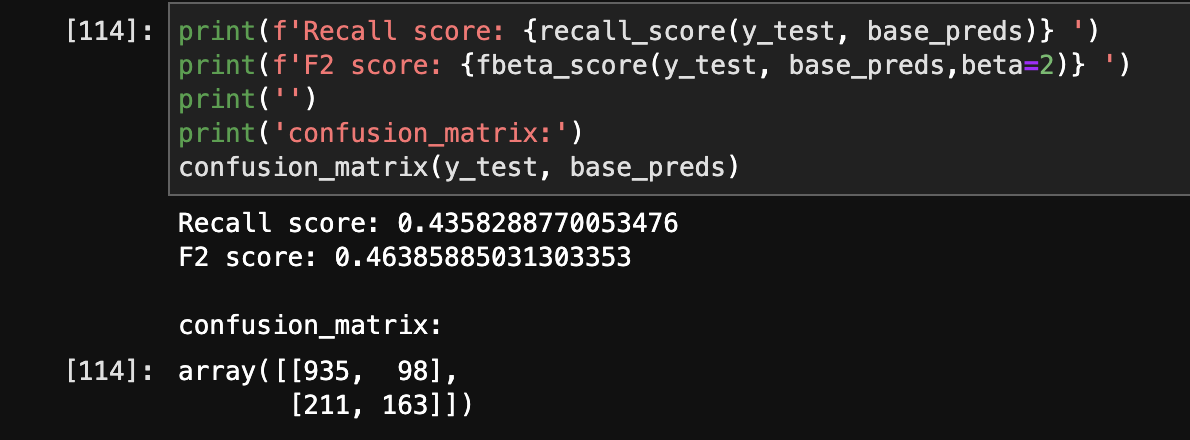 [114]: print(f'Recall score: {recall_score(y_test, base_preds)} ')
print(f'F2 score: {fbeta_score(y_test, base_preds,beta=2)} ')
print('')
print('confusion_matrix:')
confusion_matrix(y_test, base_preds)
Recall score: 0.4358288770053476
F2 score: 0.46385885031303353
confusion_matrix:
[114]: array([[935,  98],
[211, 163]])